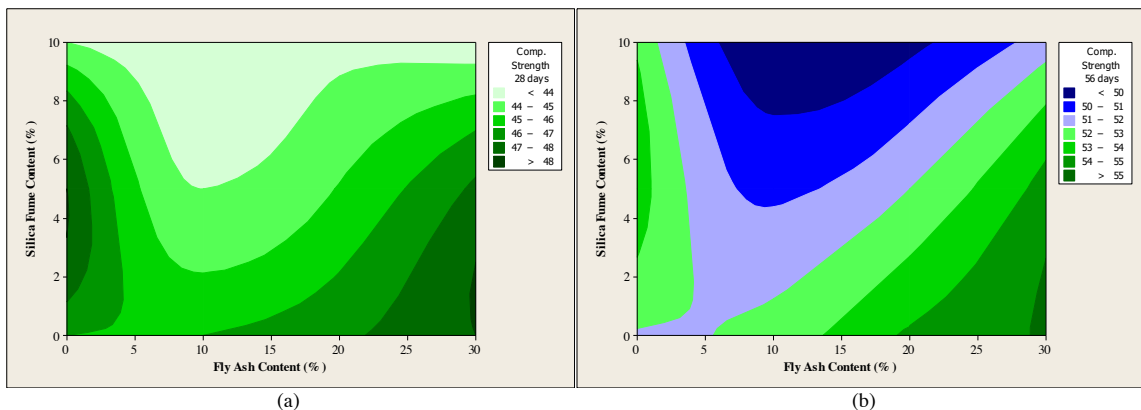 Comp.
Strength
28 days
< 44
44 – 45
45 – 46
46 – 47
47 – 48
> 48
Silica Fume Content (%)
10
8
6
4
2
0
0 5 10 15 20 25 30
Fly Ash Content (%)
(a)
Comp.
Strength
56 days
< 50
50 – 51
51 – 52
52 – 53
53 – 54
54 – 55
> 55
Silica Fume Content (%)
10
8
6
4
2
0
0 5 10 15 20 25 30
Fly Ash Content (%)
(b)